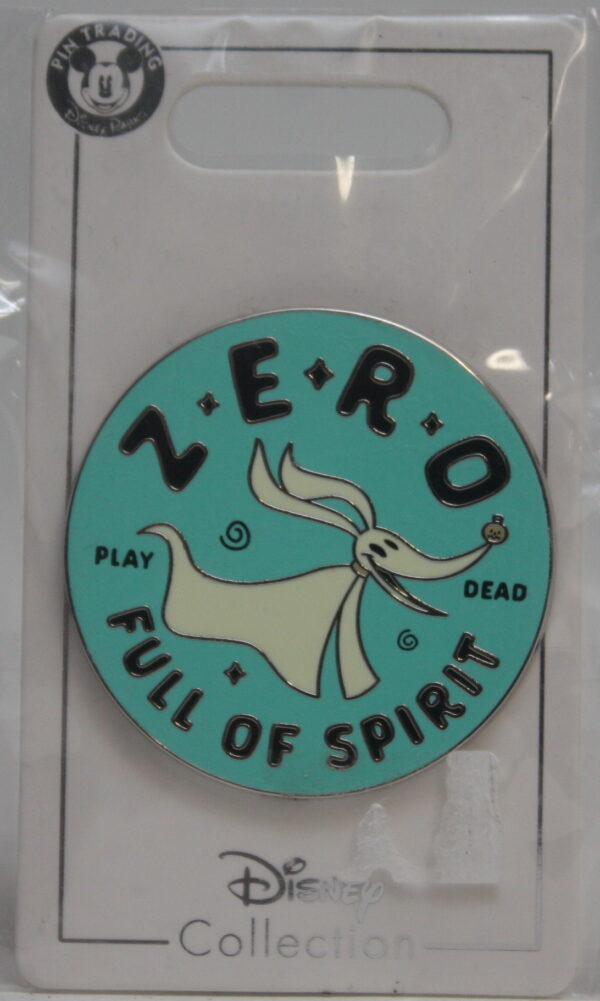 PIN TRADING
Disney Parks
Z·E·R·O
PLAY
DEAD
FULL OF SPIRIT
Disney
Collection